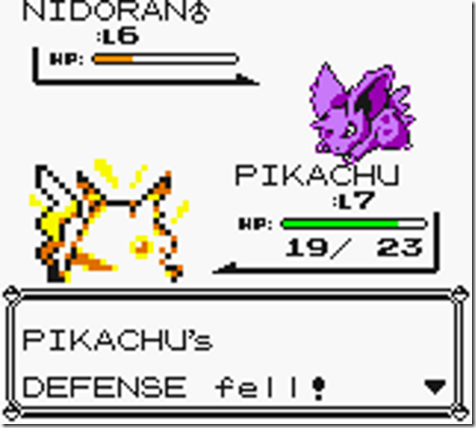 NIDORAN♂
:L6
HP:
PIKACHU
:L7
HP:
19/ 23
PIKACHU's
DEFENSE fell!